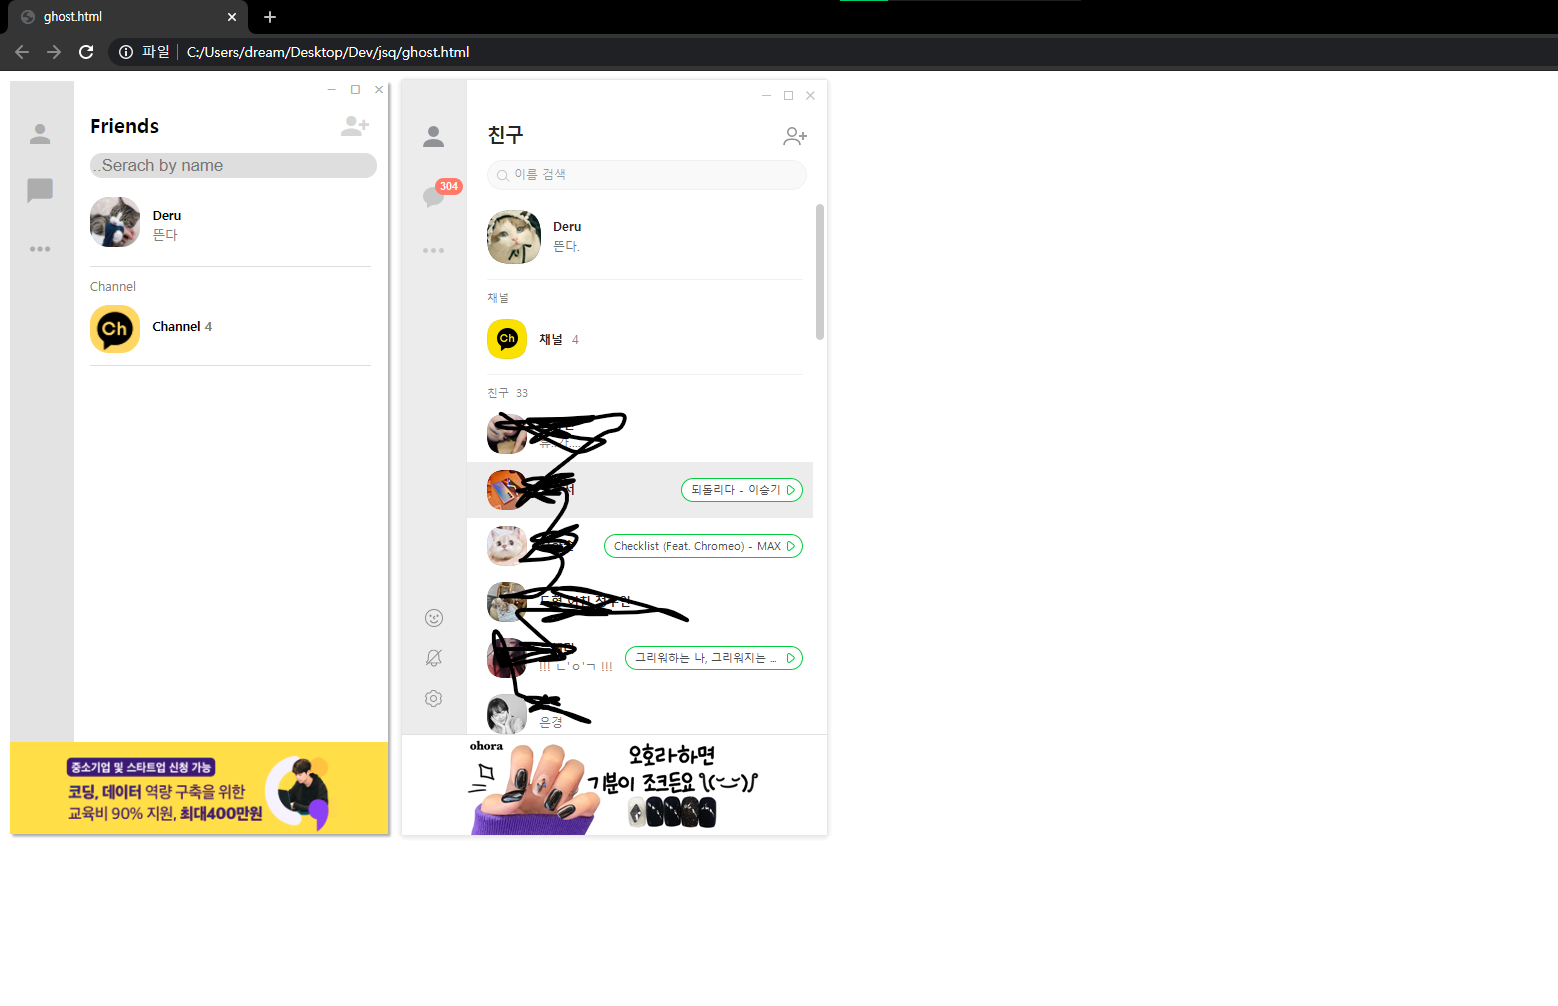 ghost.html
파일
C:/Users/dream/Desktop/Dev/jsq/ghost.html
Friends
..Serach by name
Deru
뜬다
Channel
Ch
Channel 4
중소기업 및 스타트업 신청 가능
코딩, 데이터 역량 구축을 위한
교육비 90% 지원, 최대400만원
친구
304
이름 검색
Deru
뜬다.
채널
Ch
채널 4
친구 33
되돌리다 - 이승기
Checklist (Feat. Chromeo) - MAX
!!! ㄴ'ㅇ'ㄱ !!!
그리워하는 나, 그리워지는 ...
은경
ohora
오호라하면
기분이 조크든요